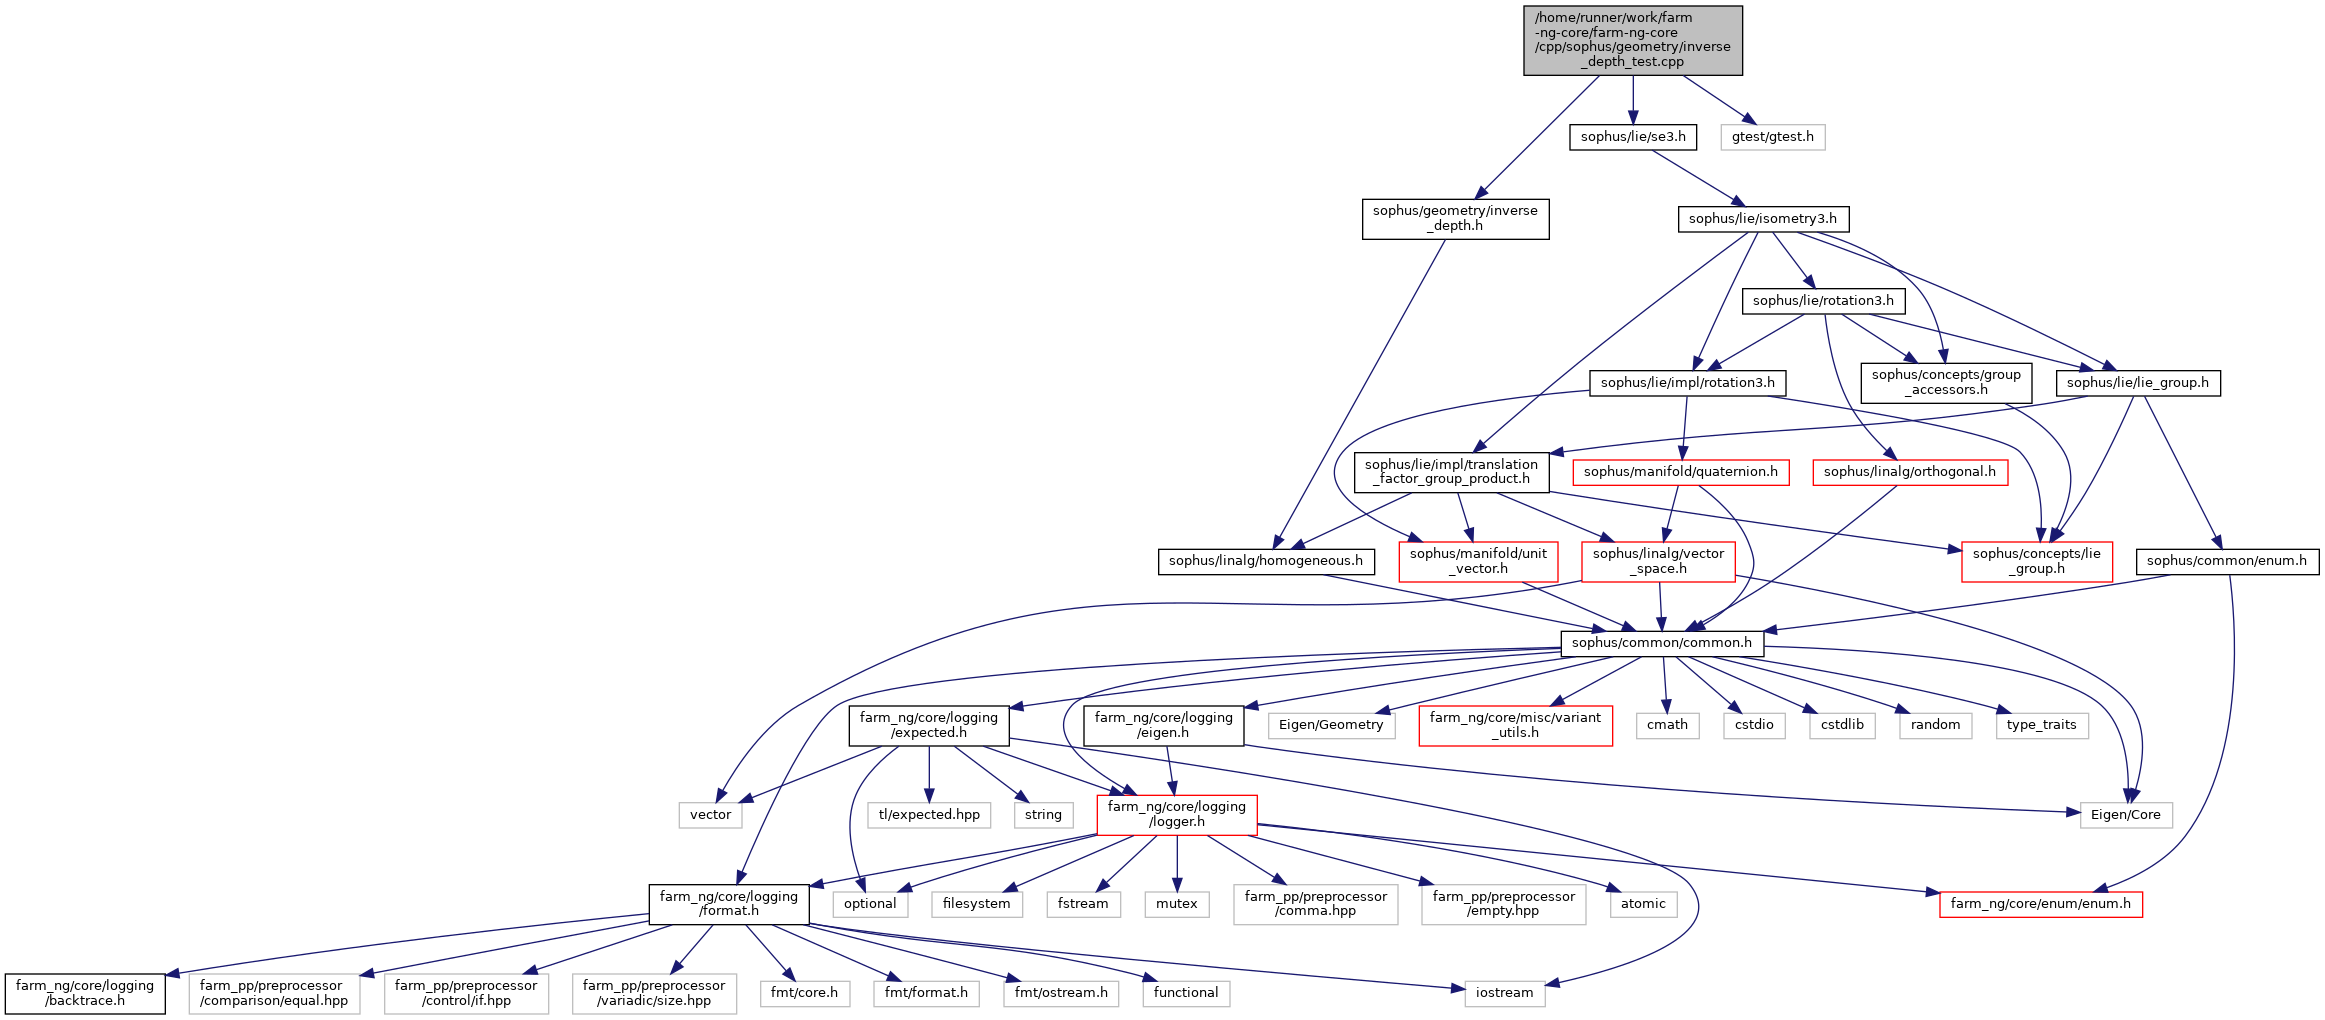 /home/runner/work/farm
-ng-core/farm-ng-core
/cpp/sophus/geometry/inverse
_depth_test.cpp
sophus/lie/se3.h
gtest/gtest.h
sophus/geometry/inverse
_depth.h
sophus/lie/isometry3.h
sophus/lie/rotation3.h
sophus/lie/impl/rotation3.h
sophus/concepts/group
_accessors.h
sophus/lie/lie_group.h
sophus/lie/impl/translation
_factor_group_product.h
sophus/manifold/quaternion.h
sophus/linalg/orthogonal.h
sophus/linalg/homogeneous.h
sophus/manifold/unit
_vector.h
sophus/linalg/vector
_space.h
sophus/concepts/lie
_group.h
sophus/common/enum.h
sophus/common/common.h
farm_ng/core/logging
/expected.h
farm_ng/core/logging
/eigen.h
Eigen/Geometry
farm_ng/core/misc/variant
_utils.h
cmath
cstdio
cstdlib
random
type_traits
vector
tl/expected.hpp
string
farm_ng/core/logging
/logger.h
Eigen/Core
farm_ng/core/logging
/format.h
optional
filesystem
fstream
mutex
farm_pp/preprocessor
/comma.hpp
farm_pp/preprocessor
/empty.hpp
atomic
farm_ng/core/enum/enum.h
farm_ng/core/logging
/backtrace.h
farm_pp/preprocessor
/comparison/equal.hpp
farm_pp/preprocessor
/control/if.hpp
farm_pp/preprocessor
/variadic/size.hpp
fmt/core.h
fmt/format.h
fmt/ostream.h
functional
iostream